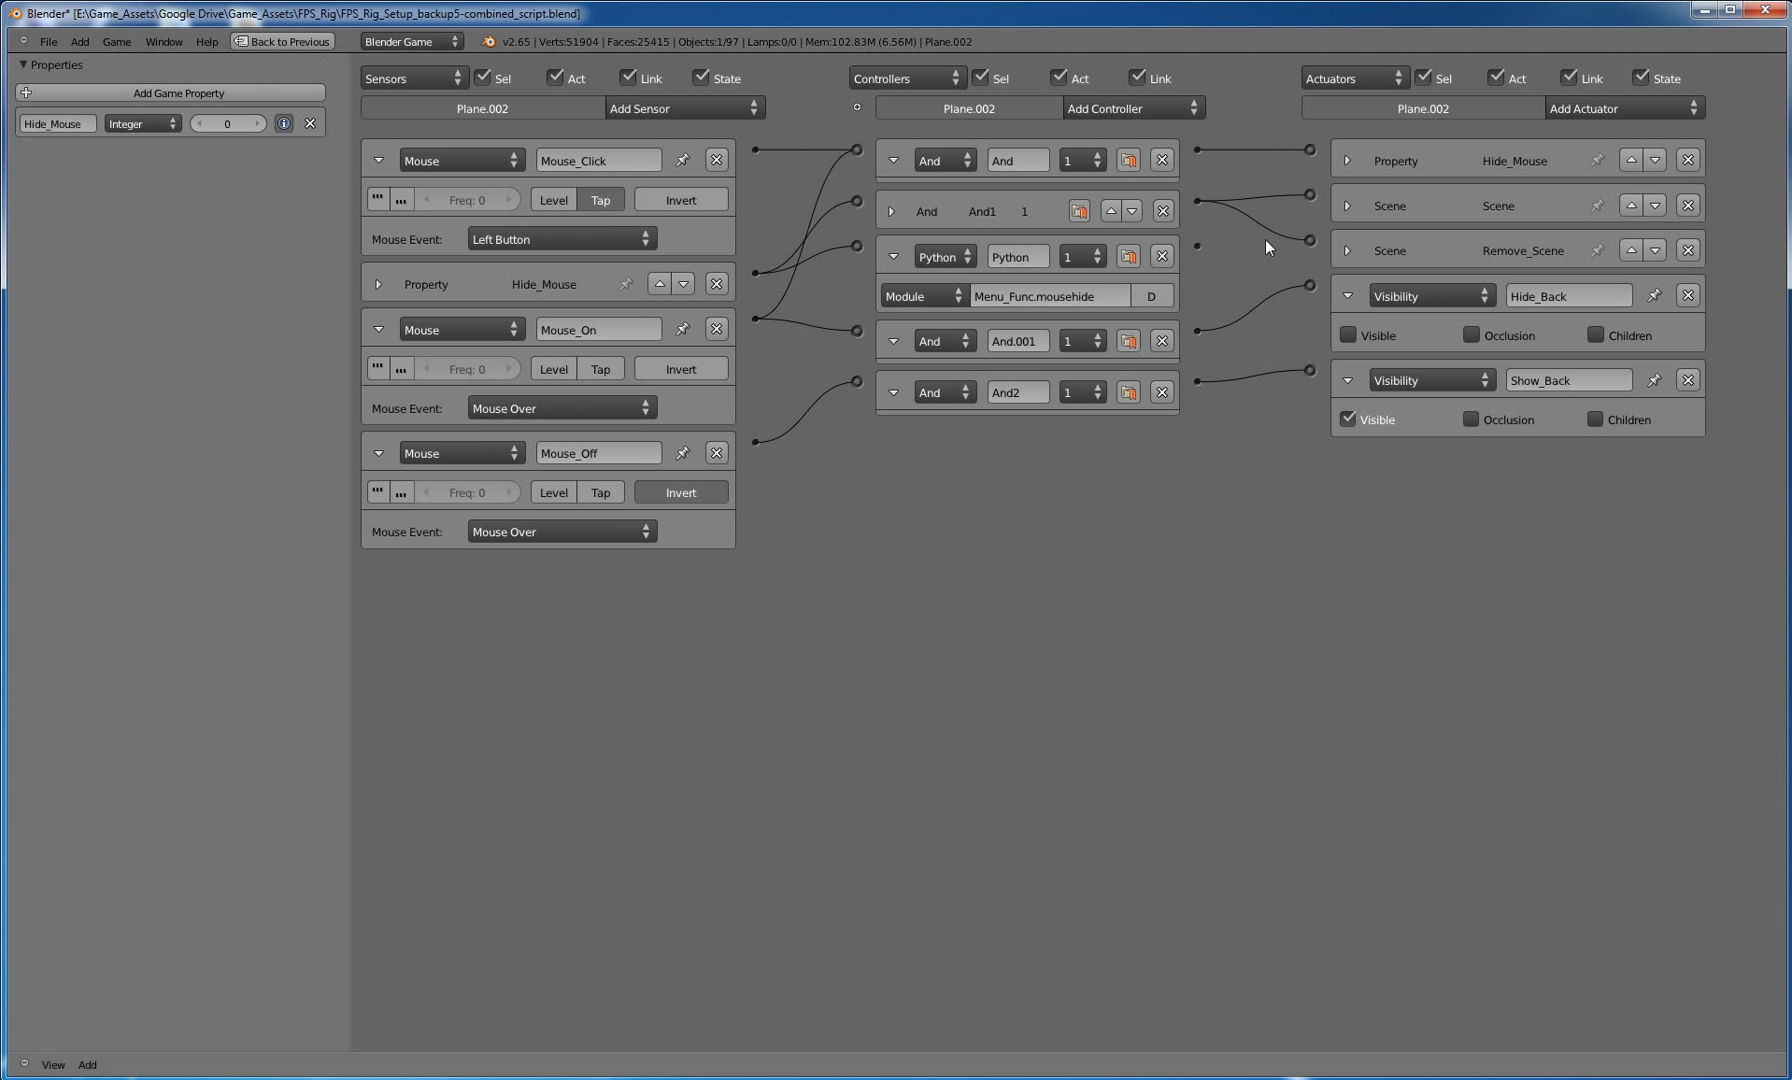 Blender* [E:\Game_Assets\Google Drive\Game_Assets\FPS_Rig\FPS_Rig_Setup_backup5-combined_script.blend]
File Add Game Window Help Back to Previous Blender Game v2.65 | Verts:51904 | Faces:25415 | Objects:1/97 | Lamps:0/0 | Mem:102.83M (6.56M) | Plane.002
Properties
Add Game Property
Hide_Mouse Integer 0
Sensors Sel Act Link State
Plane.002 Add Sensor
Mouse Mouse_Click
Freq: 0 Level Tap Invert
Mouse Event: Left Button
Property Hide_Mouse
Mouse Mouse_On
Freq: 0 Level Tap Invert
Mouse Event: Mouse Over
Mouse Mouse_Off
Freq: 0 Level Tap Invert
Mouse Event: Mouse Over
Controllers Sel Act Link
Plane.002 Add Controller
And And 1
And And1 1
Python Python 1
Module Menu_Func.mousehide D
And And.001 1
And And2 1
Actuators Sel Act Link State
Plane.002 Add Actuator
Property Hide_Mouse
Scene Scene
Scene Remove_Scene
Visibility Hide_Back
Visible Occlusion Children
Visibility Show_Back
Visible Occlusion Children
View Add